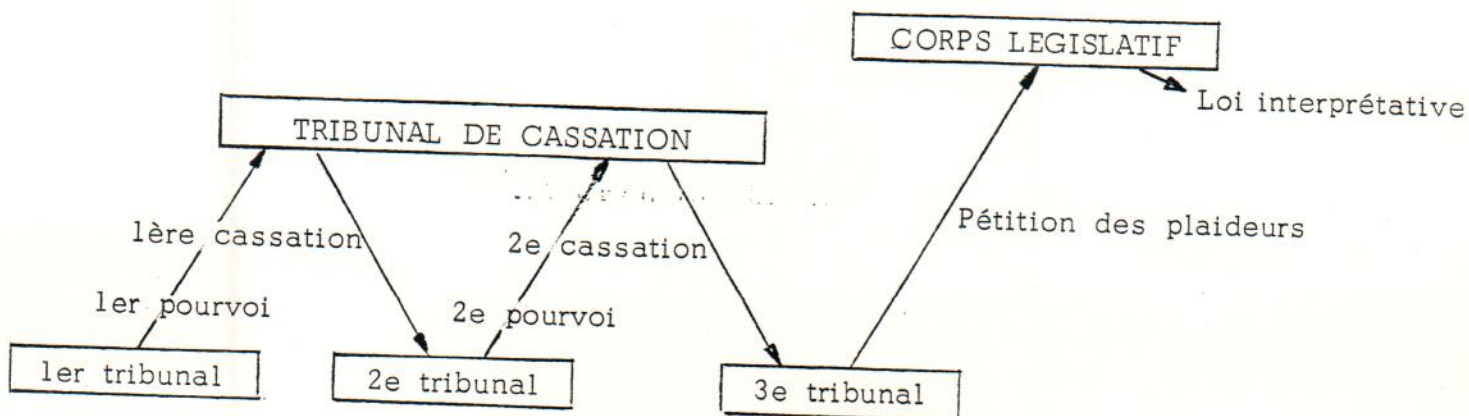 CORPS LEGISLATIF
Loi interprétative
TRIBUNAL DE CASSATION
Pétition des plaideurs
1ère cassation
2e cassation
1er pourvoi
2e pourvoi
1er tribunal
2e tribunal
3e tribunal